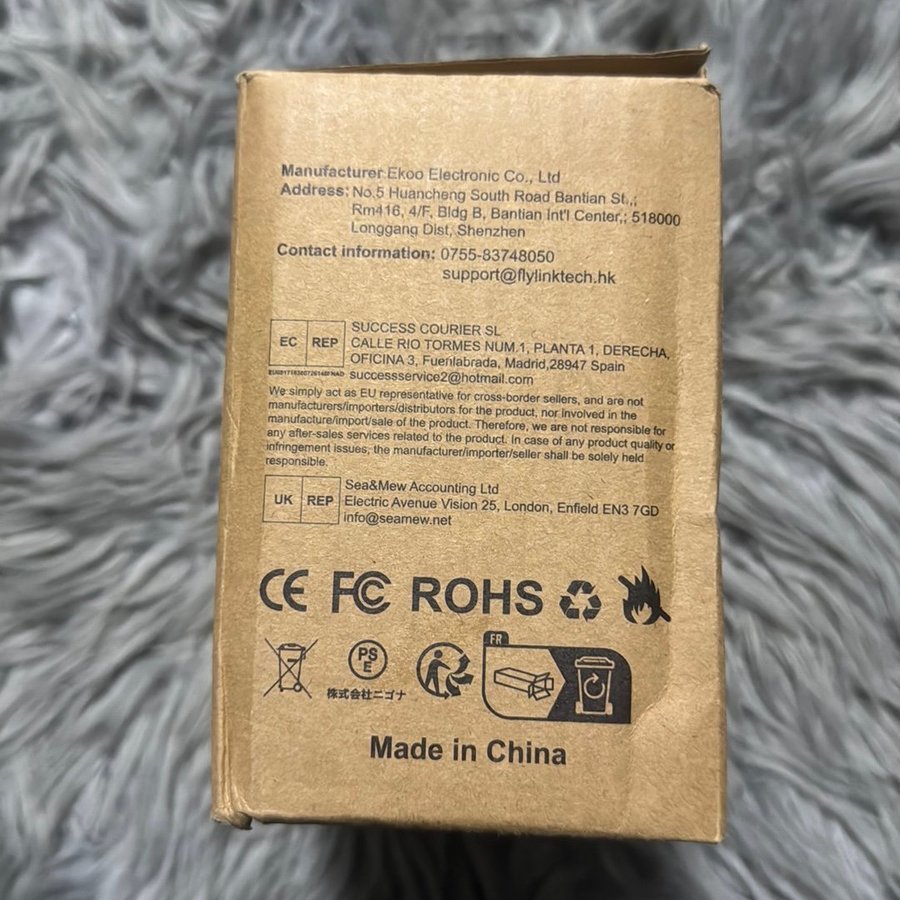 Manufacturer Ekoo Electronic Co., Ltd
Address: No.5 Huancheng South Road Bantian St.,;
Rm416, 4/F, Bldg B, Bantian Int'l Center,; 518000
Longgang Dist, Shenzhen
Contact information: 0755-83748050
support@flylinktech.hk
EC REP
SUCCESS COURIER SL
CALLE RIO TORMES NUM.1, PLANTA 1, DERECHA,
OFICINA 3, Fuenlabrada, Madrid,28947 Spain
successservice2@hotmail.com
We simply act as EU representative for cross-border sellers, and are not
manufacturers/importers/distributors for the product, nor Involved in the
manufacture/import/sale of the product. Therefore, we are not responsible for
any after-sales services related to the product. In case of any product quality or
infringement issues, the manufacturer/importer/seller shall be solely held
responsible.
UK REP
Sea&Mew Accounting Ltd
Electric Avenue Vision 25, London, Enfield EN3 7GD
info@seamew.net
CE FC ROHS
PS
E
株式会社ニゴナ
FR
Made in China